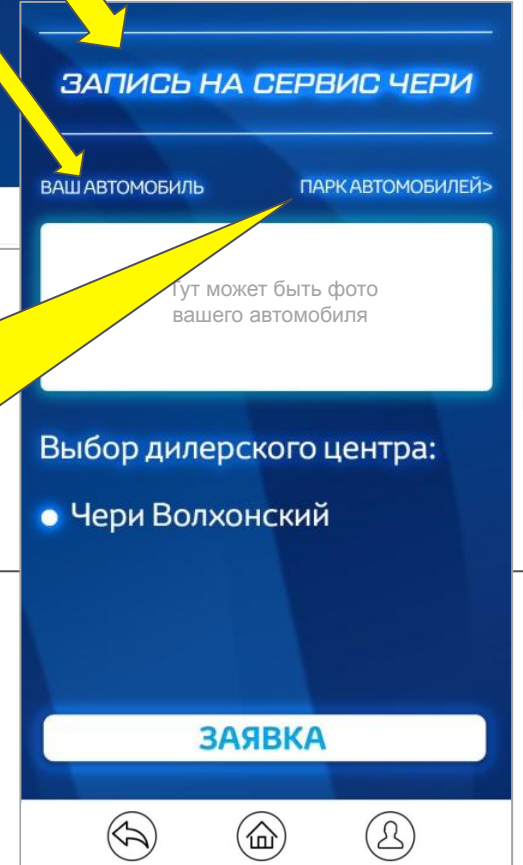 ЗАПИСЬ НА СЕРВИС ЧЕРИ
ВАШ АВТОМОБИЛЬ
ПАРК АВТОМОБИЛЕЙ>
Тут может быть фото
вашего автомобиля
Выбор дилерского центра:
Чери Волхонский
ЗАЯВКА